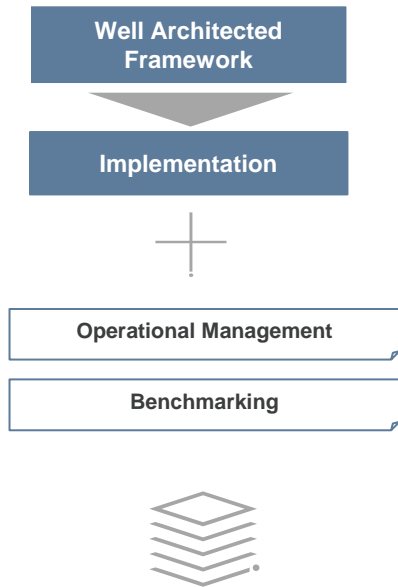 Well Architected
Framework
Implementation
Operational Management
Benchmarking